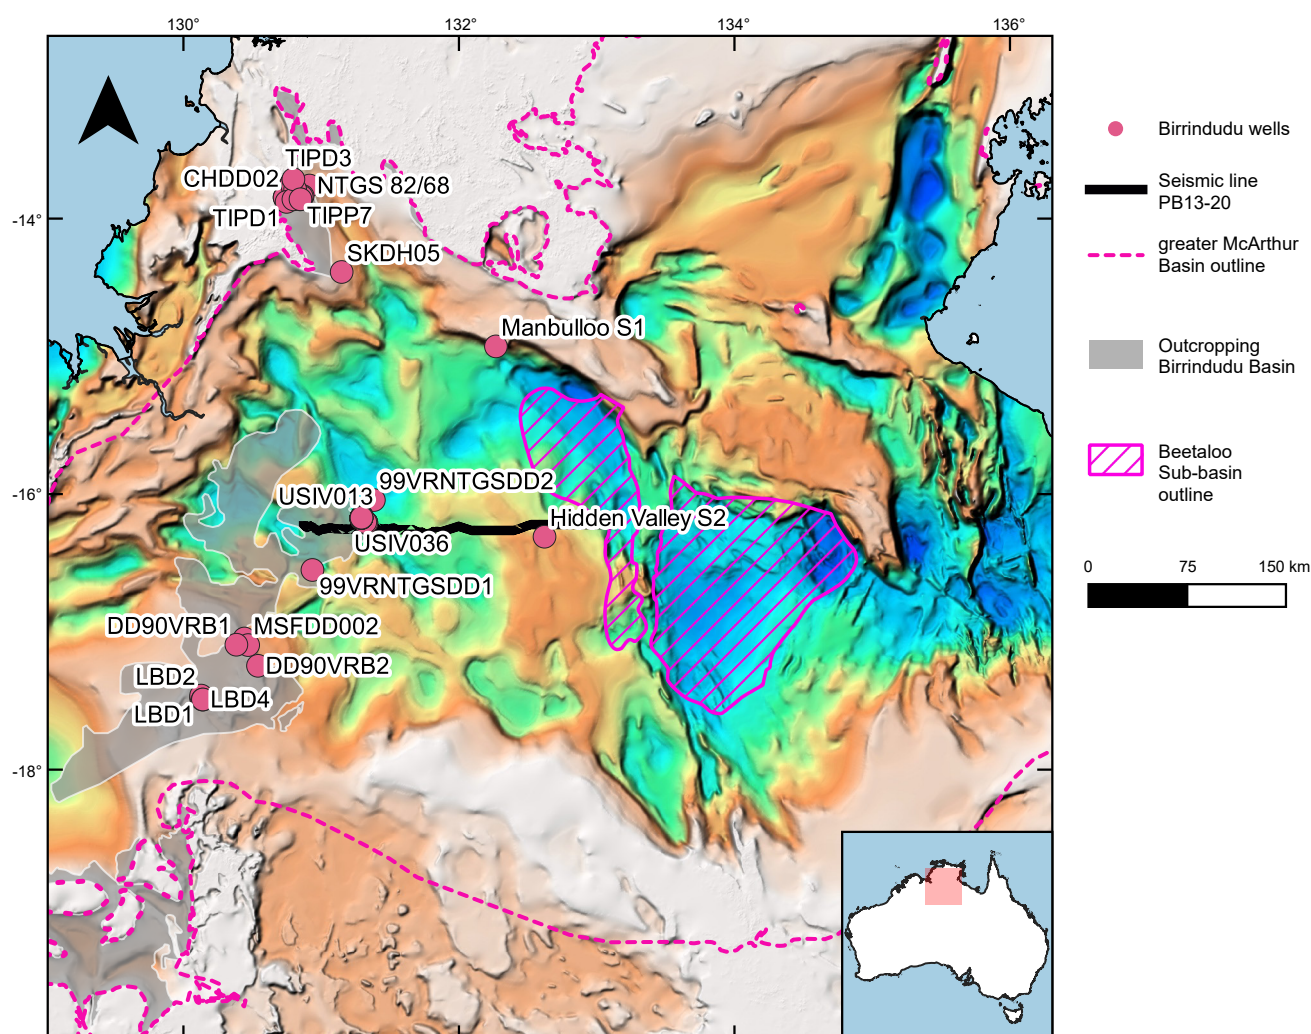 130°
132°
134°
136°
-14°
-16°
-18°
TIPD3
CHDD02
NTGS 82/68
TIPD1
TIPP7
SKDH05
Manbulloo S1
99VRNTGSDD2
USIV013
Hidden Valley S2
USIV036
99VRNTGSDD1
DD90VRB1
MSFDD002
DD90VRB2
LBD2
LBD4
LBD1
Birrindudu wells
Seismic line
PB13-20
greater McArthur
Basin outline
Outcropping
Birrindudu Basin
Beetaloo
Sub-basin
outline
0
75
150 km